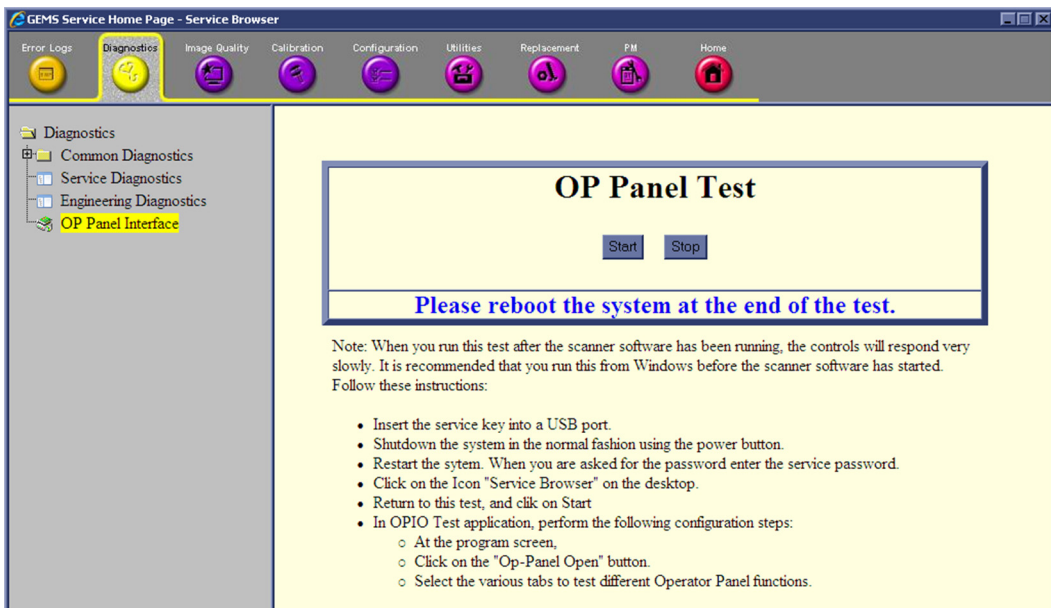 GEMS Service Home Page - Service Browser
Error Logs
Diagnostics
Image Quality
Calibration
Configuration
Utilities
Replacement
PM
Home
Diagnostics
Common Diagnostics
Service Diagnostics
Engineering Diagnostics
OP Panel Interface
OP Panel Test
Start Stop
Please reboot the system at the end of the test.
Note: When you run this test after the scanner software has been running, the controls will respond very
slowly. It is recommended that you run this from Windows before the scanner software has started.
Follow these instructions:
• Insert the service key into a USB port.
• Shutdown the system in the normal fashion using the power button.
• Restart the sytem. When you are asked for the password enter the service password.
• Click on the Icon "Service Browser" on the desktop.
• Return to this test, and clik on Start
• In OPIO Test application, perform the following configuration steps:
○ At the program screen,
○ Click on the "Op-Panel Open" button.
○ Select the various tabs to test different Operator Panel functions.